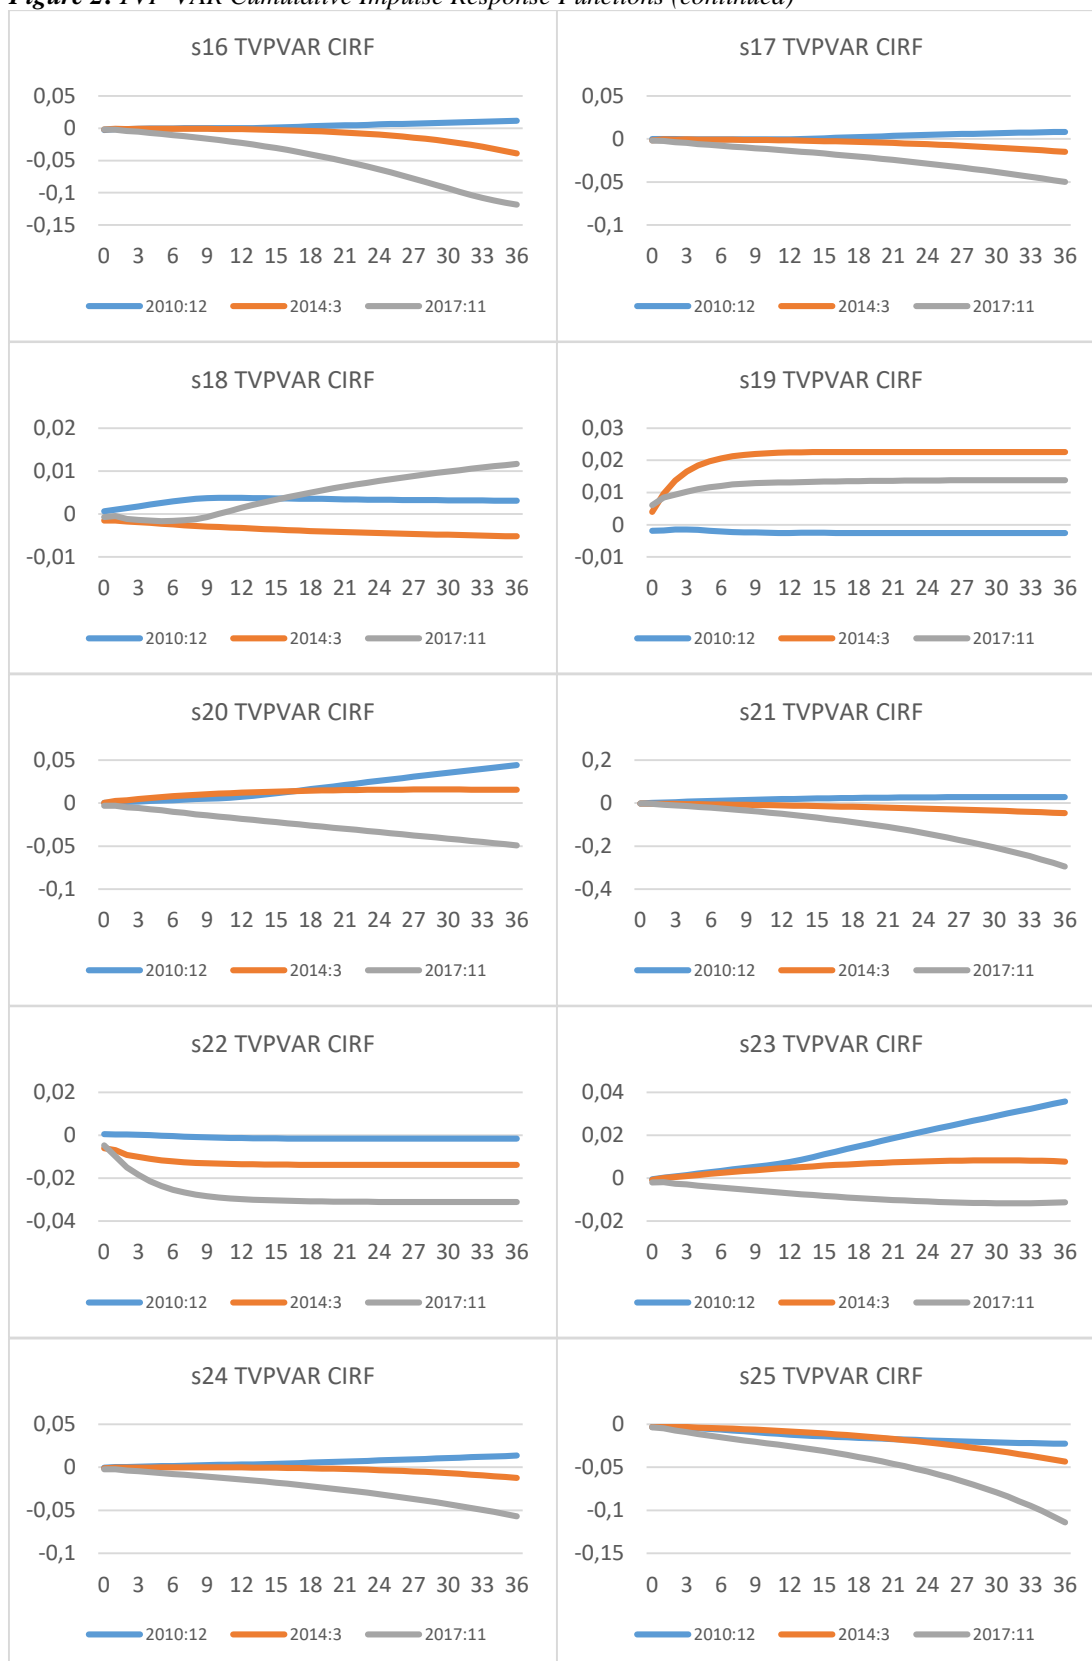 Figure 2: TVP-VAR Cumulative Impulse Response Functions (continued)
s16 TVPVAR CIRF
0,05
0
-0,05
-0,1
-0,15
0 3 6 9 12 15 18 21 24 27 30 33 36
2010:12 2014:3 2017:11
s17 TVPVAR CIRF
0,05
0
-0,05
-0,1
0 3 6 9 12 15 18 21 24 27 30 33 36
2010:12 2014:3 2017:11
s18 TVPVAR CIRF
0,02
0,01
0
-0,01
0 3 6 9 12 15 18 21 24 27 30 33 36
2010:12 2014:3 2017:11
s19 TVPVAR CIRF
0,03
0,02
0,01
0
-0,01
0 3 6 9 12 15 18 21 24 27 30 33 36
2010:12 2014:3 2017:11
s20 TVPVAR CIRF
0,05
0
-0,05
-0,1
0 3 6 9 12 15 18 21 24 27 30 33 36
2010:12 2014:3 2017:11
s21 TVPVAR CIRF
0,2
0
-0,2
-0,4
0 3 6 9 12 15 18 21 24 27 30 33 36
2010:12 2014:3 2017:11
s22 TVPVAR CIRF
0,02
0
-0,02
-0,04
0 3 6 9 12 15 18 21 24 27 30 33 36
2010:12 2014:3 2017:11
s23 TVPVAR CIRF
0,04
0,02
0
-0,02
0 3 6 9 12 15 18 21 24 27 30 33 36
2010:12 2014:3 2017:11
s24 TVPVAR CIRF
0,05
0
-0,05
-0,1
0 3 6 9 12 15 18 21 24 27 30 33 36
2010:12 2014:3 2017:11
s25 TVPVAR CIRF
0
-0,05
-0,1
-0,15
0 3 6 9 12 15 18 21 24 27 30 33 36
2010:12 2014:3 2017:11